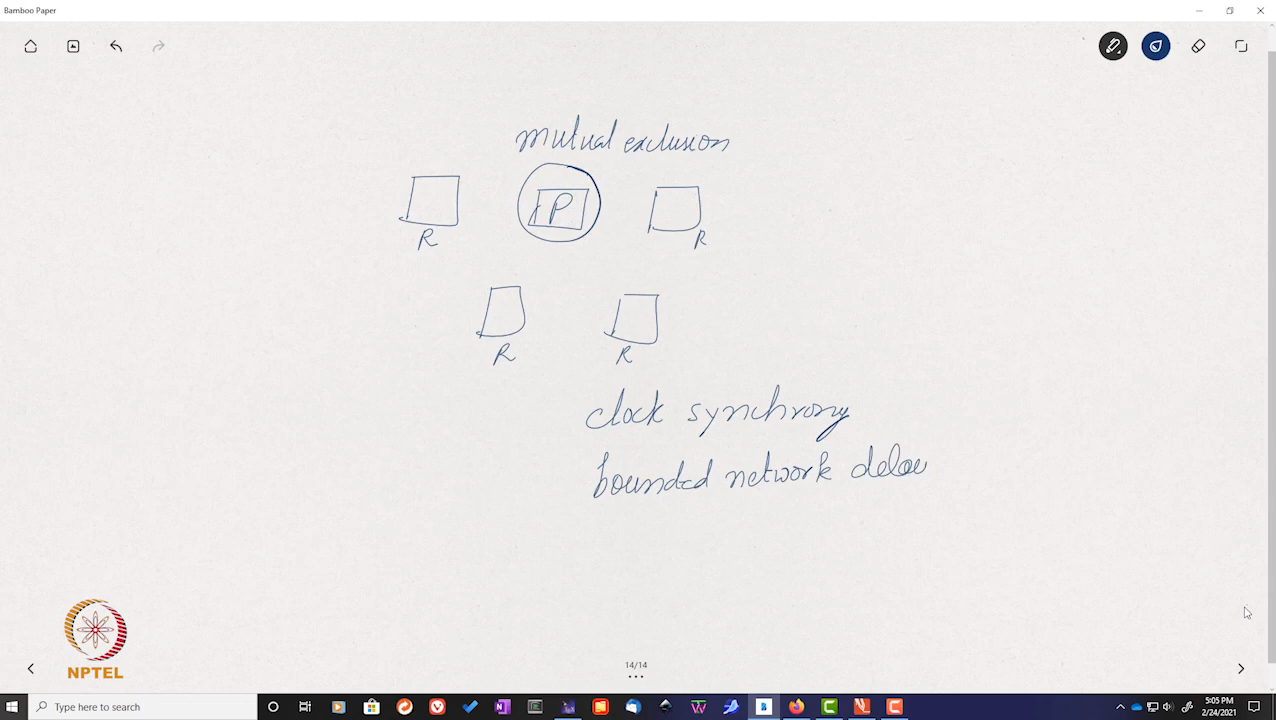 Bamboo Paper
mutual exclusion
P
R
R
R
R
clock synchrony
bounded network delay
NPTEL
14/14
Type here to search
5:05 PM
2/24/2021